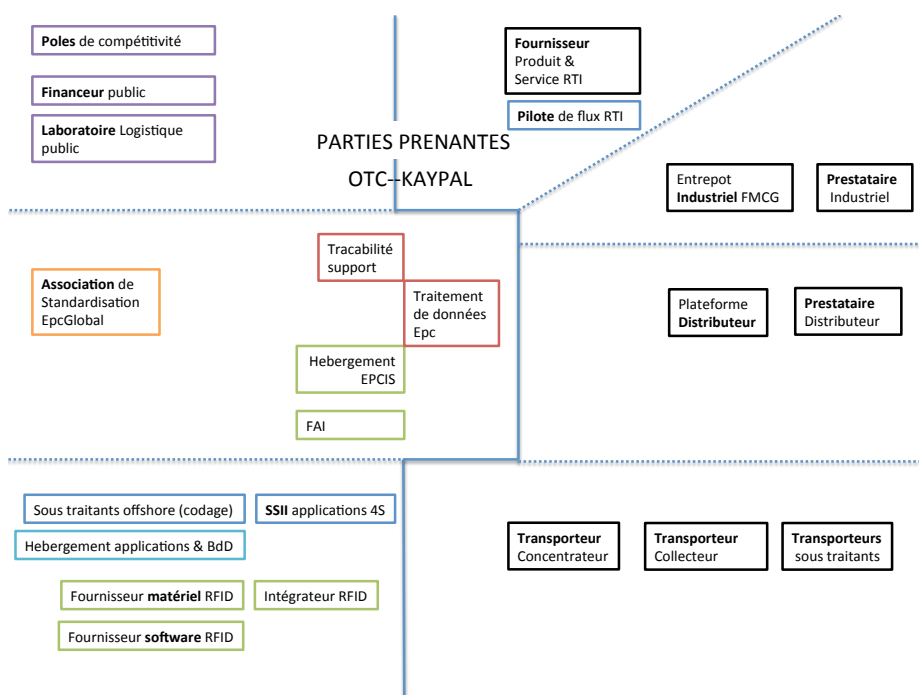 Poles de compétitivité
Financeur public
Laboratoire Logistique
public
Fournisseur
Produit &
Service RTI
Pilote de flux RTI
PARTIES PRENANTES
OTC--KAYPAL
Entrepot
Industriel FMCG
Prestataire
Industriel
Association de
Standardisation
EpcGlobal
Tracabilité
support
Traitement
de données
Epc
Hebergement
EPCIS
FAI
Plateforme
Distributeur
Prestataire
Distributeur
Sous traitants offshore (codage)
SSII applications 4S
Hebergement applications & BdD
Fournisseur matériel RFID
Intégrateur RFID
Fournisseur software RFID
Transporteur
Concentrateur
Transporteur
Collecteur
Transporteurs
sous traitants